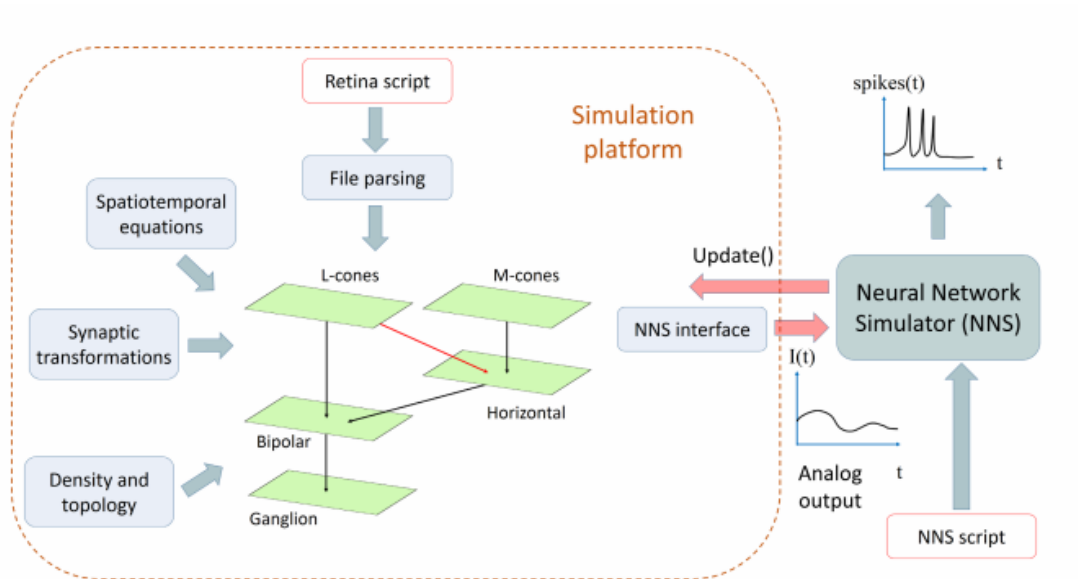 Retina script
Simulation
platform
File parsing
Spatiotemporal
equations
Synaptic
transformations
Density and
topology
L-cones
M-cones
Horizontal
Bipolar
Ganglion
Update()
NNS interface
Neural Network
Simulator (NNS)
spikes(t)
t
I(t)
t
Analog
output
NNS script